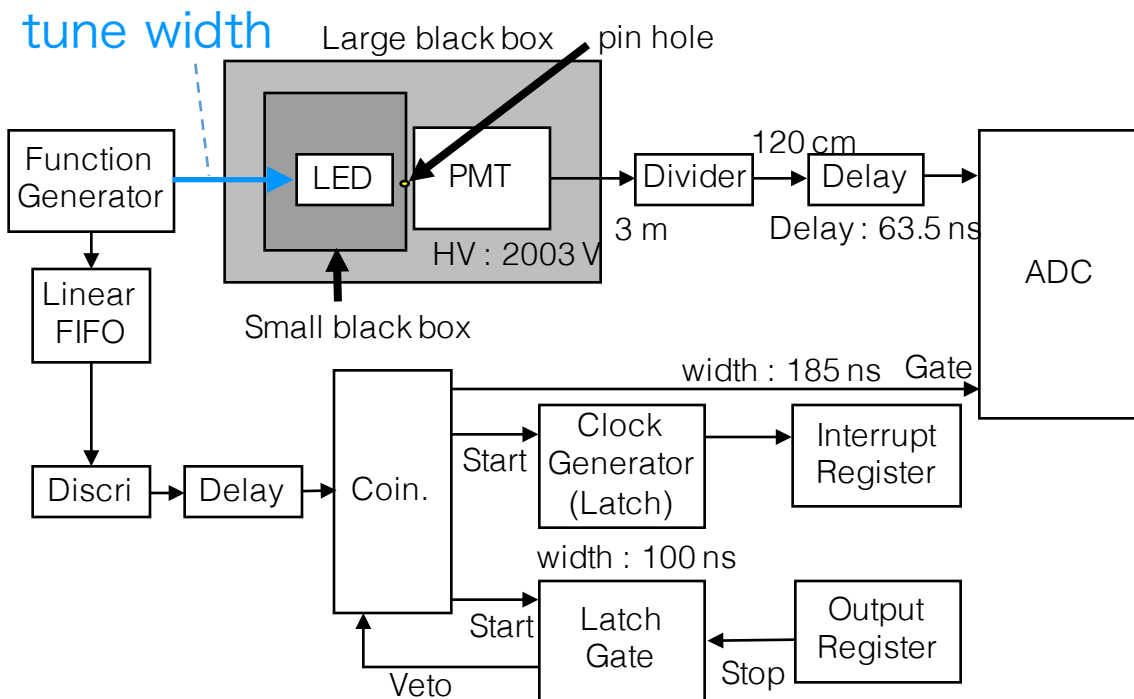 tune width
Large black box
pin hole
Function
Generator
LED
PMT
HV : 2003 V
3 m
Divider
120 cm
Delay
Delay : 63.5 ns
ADC
Linear
FIFO
Small black box
width : 185 ns
Gate
Discri
Delay
Coin.
Start
Clock
Generator
(Latch)
Interrupt
Register
width : 100 ns
Start
Latch
Gate
Output
Register
Stop
Veto